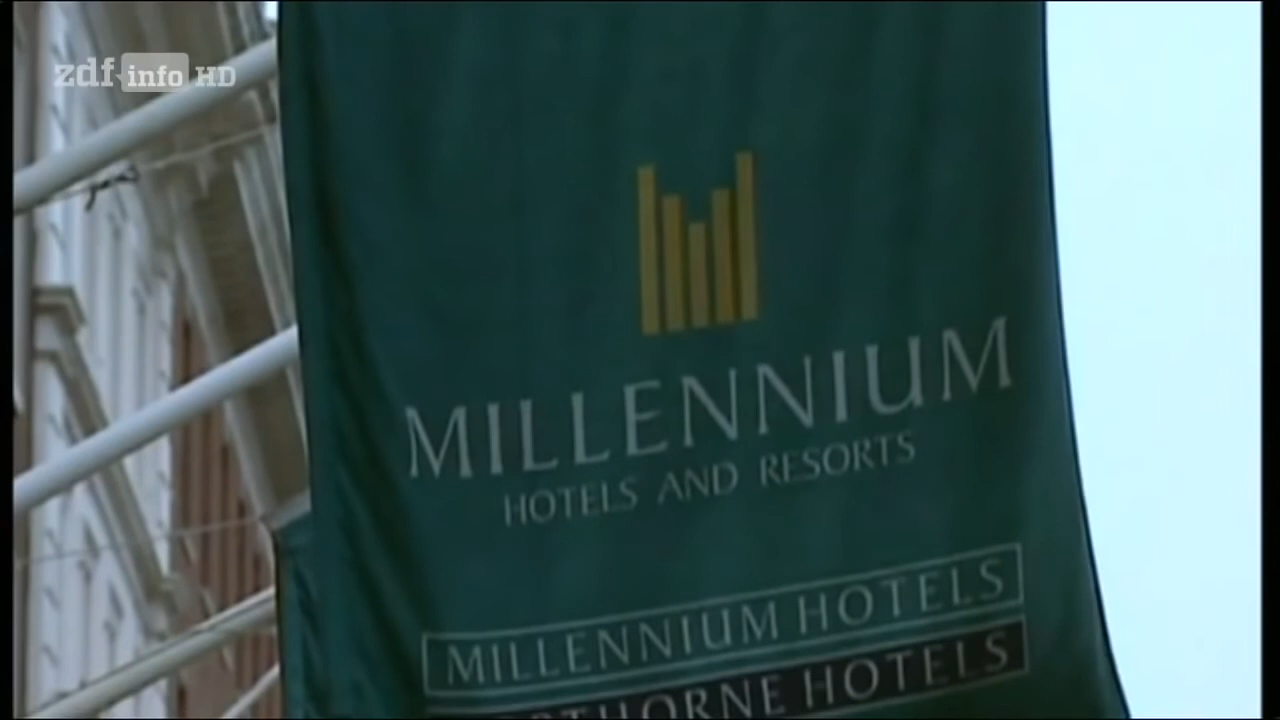 zdf info HD
MILLENNIUM
HOTELS AND RESORTS
MILLENNIUM HOTELS
HOTELS